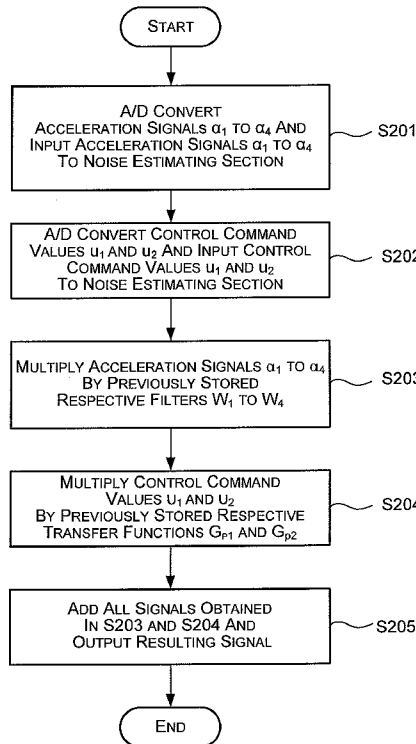 START
A/D CONVERT
ACCELERATION SIGNALS α₁ TO α₄ AND
INPUT ACCELERATION SIGNALS α₁ TO α₄
TO NOISE ESTIMATING SECTION
S201
A/D CONVERT CONTROL COMMAND
VALUES u₁ AND u₂ AND INPUT CONTROL
COMMAND VALUES u₁ AND u₂
TO NOISE ESTIMATING SECTION
S202
MULTIPLY ACCELERATION SIGNALS α₁ TO α₄
BY PREVIOUSLY STORED
RESPECTIVE FILTERS W₁ TO W₄
S203
MULTIPLY CONTROL COMMAND
VALUES u₁ AND u₂
BY PREVIOUSLY STORED RESPECTIVE
TRANSFER FUNCTIONS G_P1 AND G_p2
S204
ADD ALL SIGNALS OBTAINED
IN S203 AND S204 AND
OUTPUT RESULTING SIGNAL
S205
END